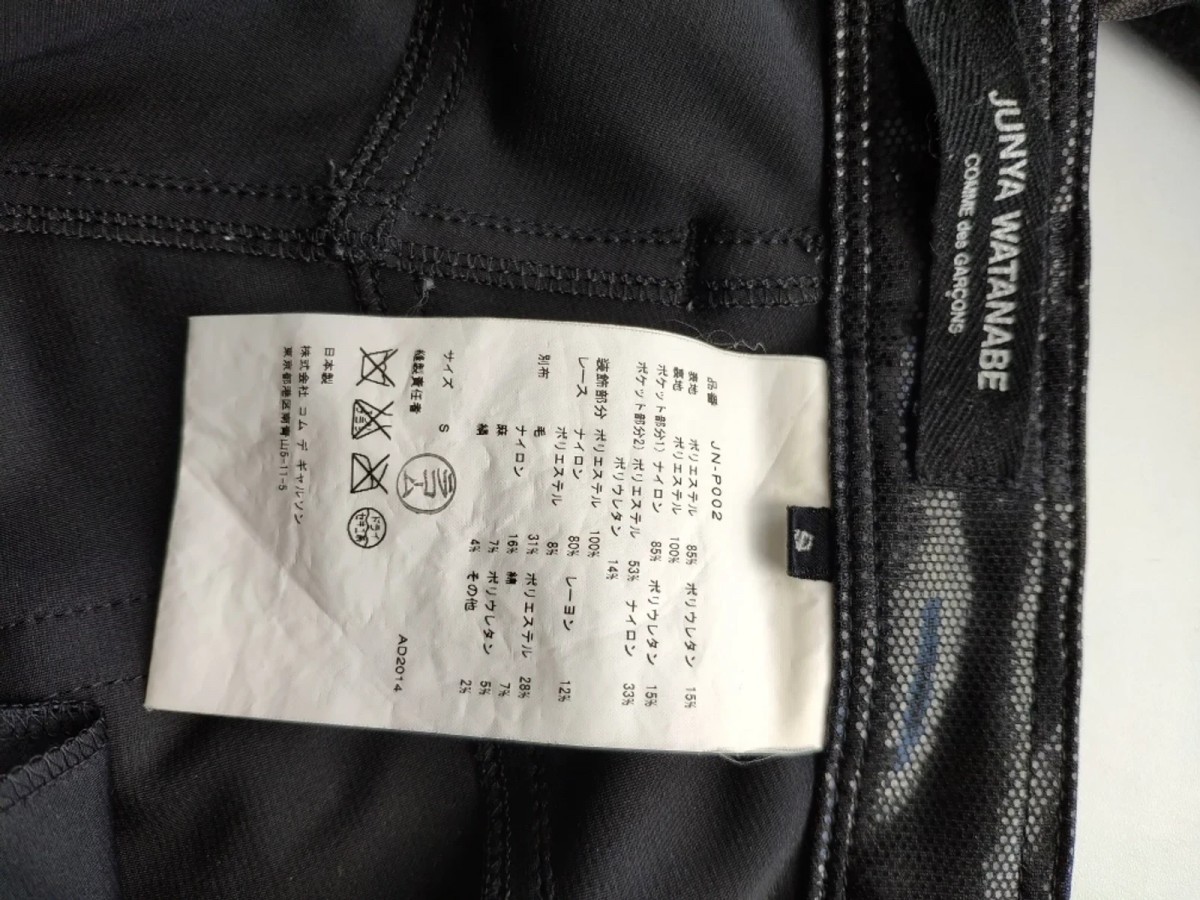 JUNYA WATANABE
COMME des GARÇONS
S
品番 JN-P002
表地 ポリエステル 85% ポリウレタン 15%
裏地 ポリエステル 100%
ポケット部分1) ナイロン 85% ポリウレタン 15%
ポケット部分2) ポリエステル 53% ナイロン 33%
ポリウレタン 14%
装飾部分 ポリエステル 100%
レース ナイロン 80% レーヨン 12%
ポリエステル 8%
別布 毛 31% ポリエステル 28%
ナイロン 16% 綿 7%
麻 7% ポリウレタン 5%
絹 4% その他 2%
サイズ S
縫製責任者
AD2014
ドライ
セキユ系
日本製
株式会社 コム デ ギャルソン
東京都港区南青山5-11-5